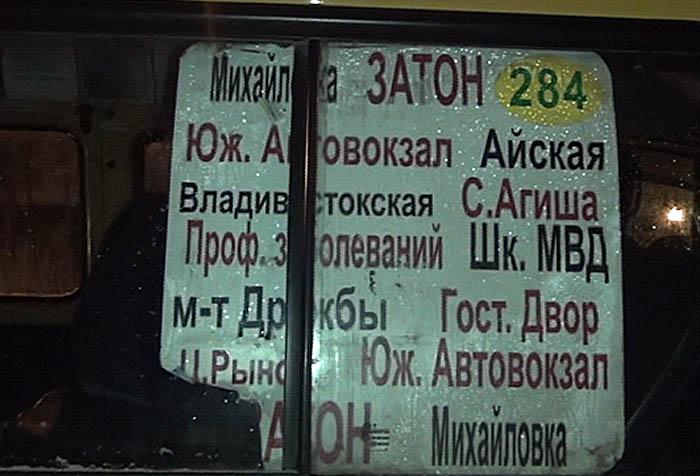 Михайловка ЗАТОН 284
Юж. Автовокзал Айская
Владивостокская С.Агиша
Проф. заболеваний Шк. МВД
м-т Дружбы Гост. Двор
Ц.Рынок Юж. Автовокзал
ЗАТОН Михайловка